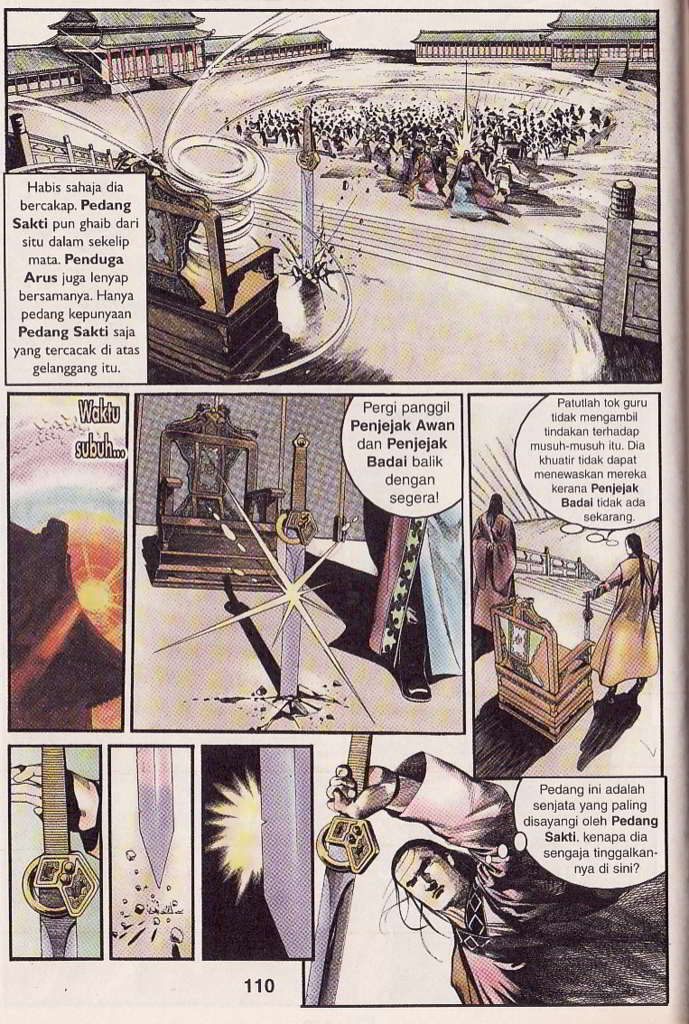 Habis sahaja dia
bercakap. Pedang
Sakti pun ghaib dari
situ dalam sekelip
mata. Penduga
Arus juga lenyap
bersamanya. Hanya
pedang kepunyaan
Pedang Sakti saja
yang tercacak di atas
gelanggang itu.
Waktu
subuh...
Pergi panggil
Penjejak Awan
dan Penjejak
Badai balik
dengan
segera!
Patutlah tok guru
tidak mengambil
tindakan terhadap
musuh-musuh itu. Dia
khuatir tidak dapat
menewaskan mereka
kerana Penjejak
Badai tidak ada
sekarang.
Pedang ini adalah
senjata yang paling
disayangi oleh Pedang
Sakti. kenapa dia
sengaja tinggalkan-
nya di sini?
110